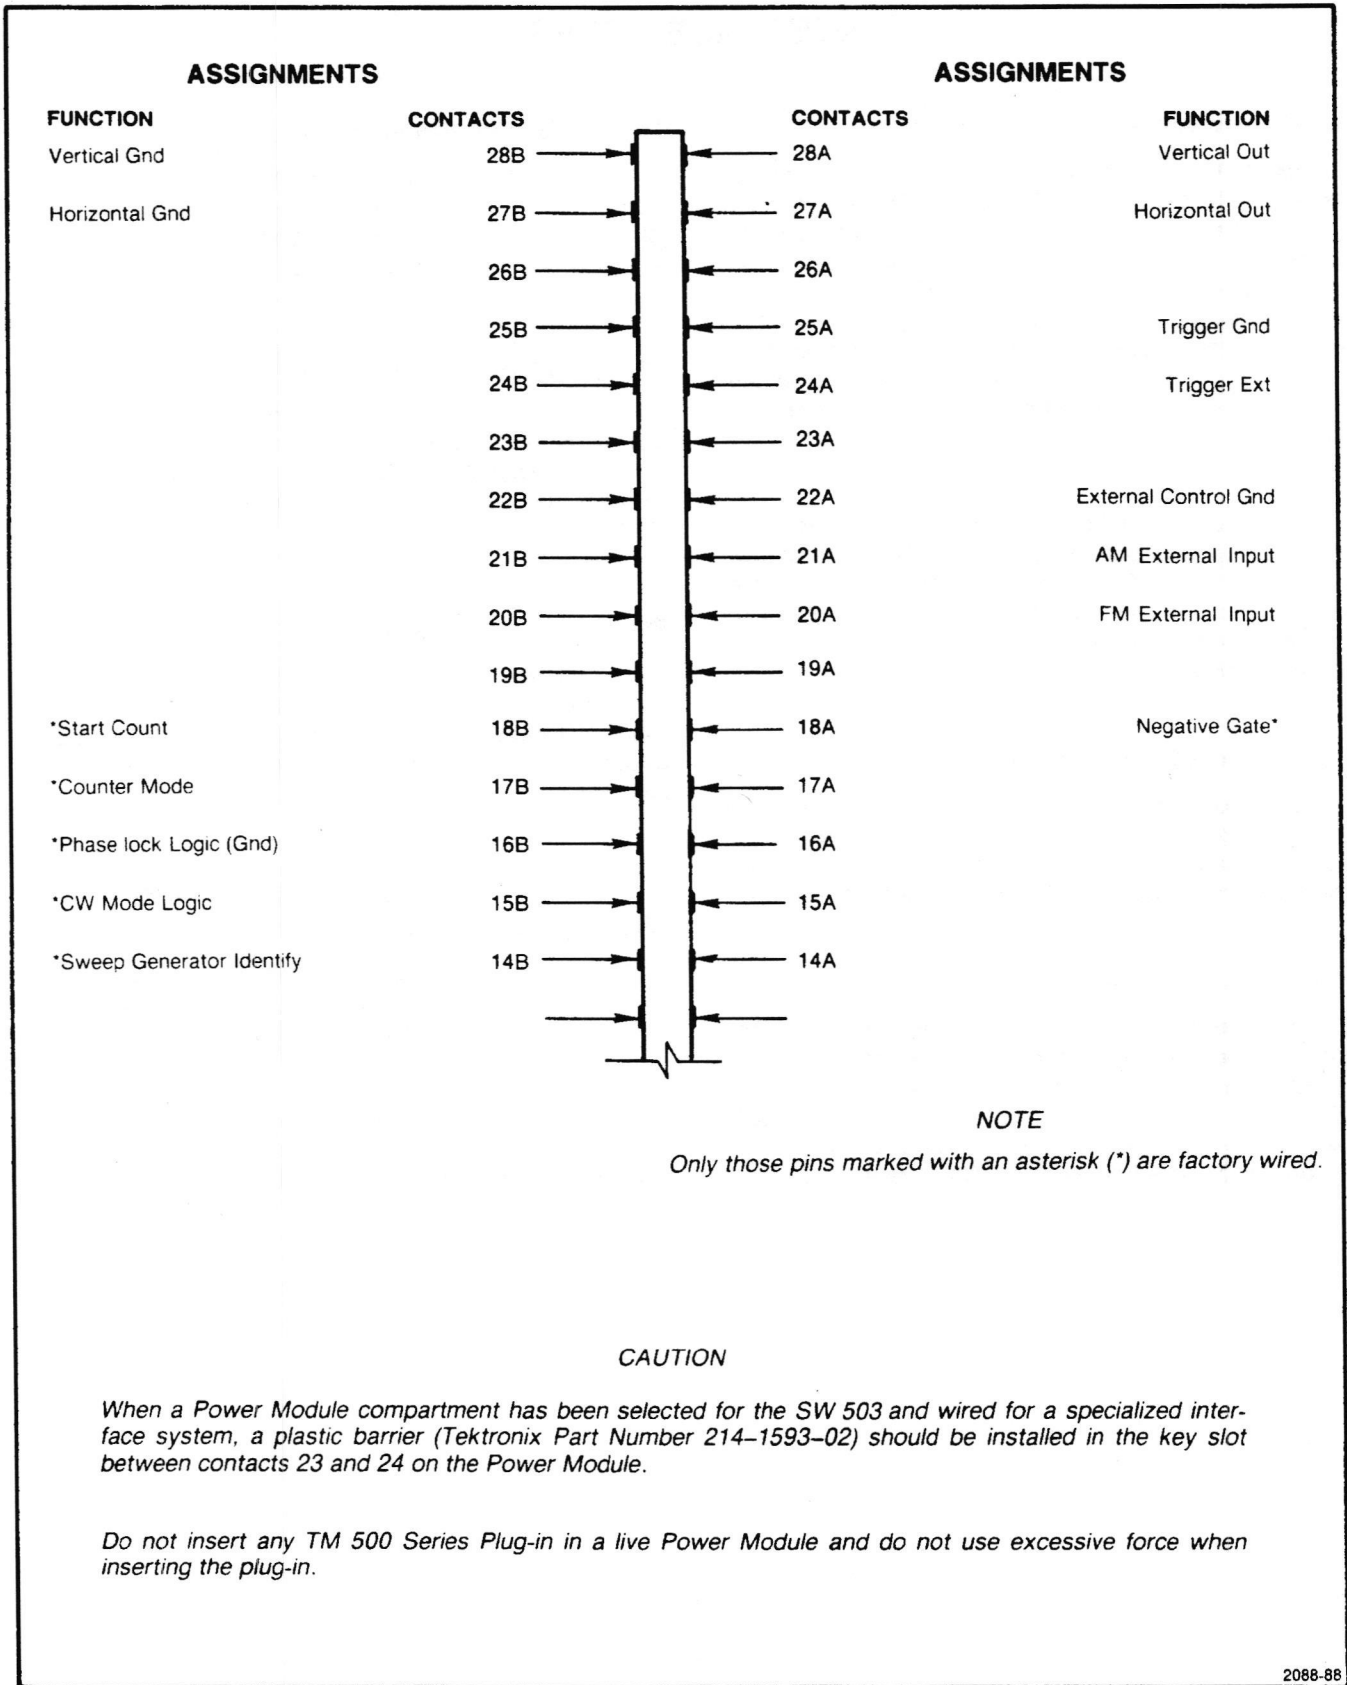 ASSIGNMENTS ASSIGNMENTS
FUNCTION CONTACTS CONTACTS FUNCTION
Vertical Gnd 28B 28A Vertical Out
Horizontal Gnd 27B 27A Horizontal Out
26B 26A
25B 25A Trigger Gnd
24B 24A Trigger Ext
23B 23A
22B 22A External Control Gnd
21B 21A AM External Input
20B 20A FM External Input
19B 19A
*Start Count 18B 18A Negative Gate*
*Counter Mode 17B 17A
*Phase lock Logic (Gnd) 16B 16A
*CW Mode Logic 15B 15A
*Sweep Generator Identify 14B 14A
NOTE
Only those pins marked with an asterisk (*) are factory wired.
CAUTION
When a Power Module compartment has been selected for the SW 503 and wired for a specialized inter-
face system, a plastic barrier (Tektronix Part Number 214–1593–02) should be installed in the key slot
between contacts 23 and 24 on the Power Module.
Do not insert any TM 500 Series Plug-in in a live Power Module and do not use excessive force when
inserting the plug-in.
2088-88